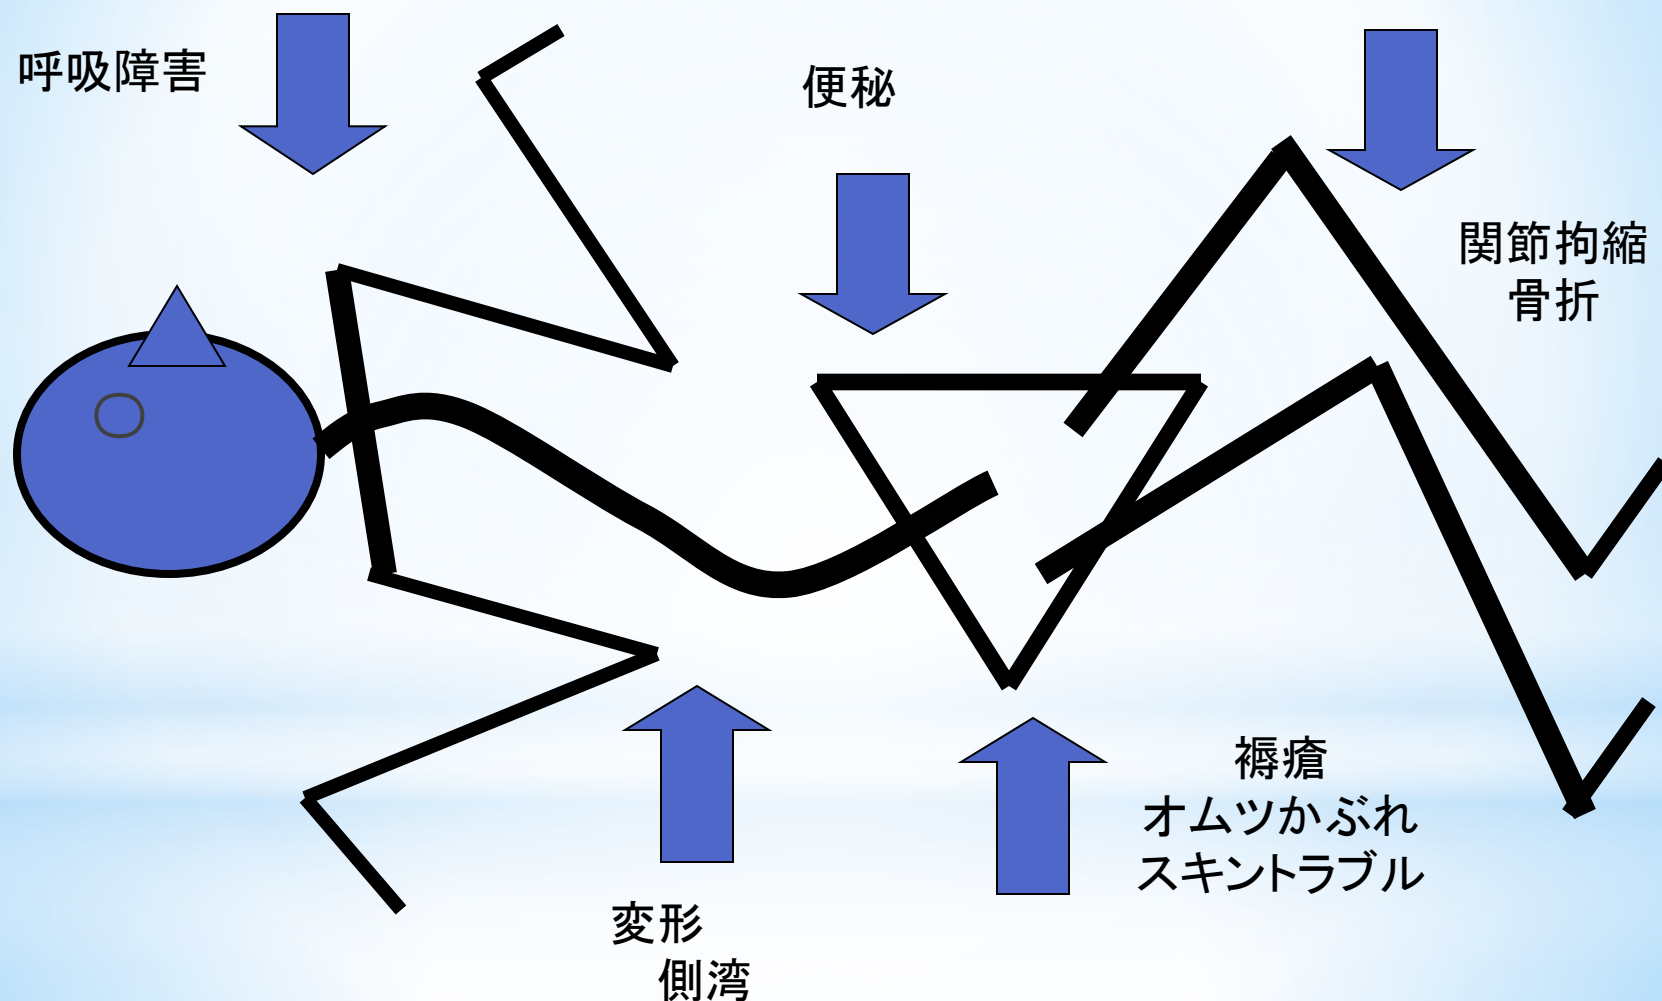 呼吸障害
便秘
関節拘縮
骨折
褥瘡
オムツかぶれ
スキントラブル
変形
側湾